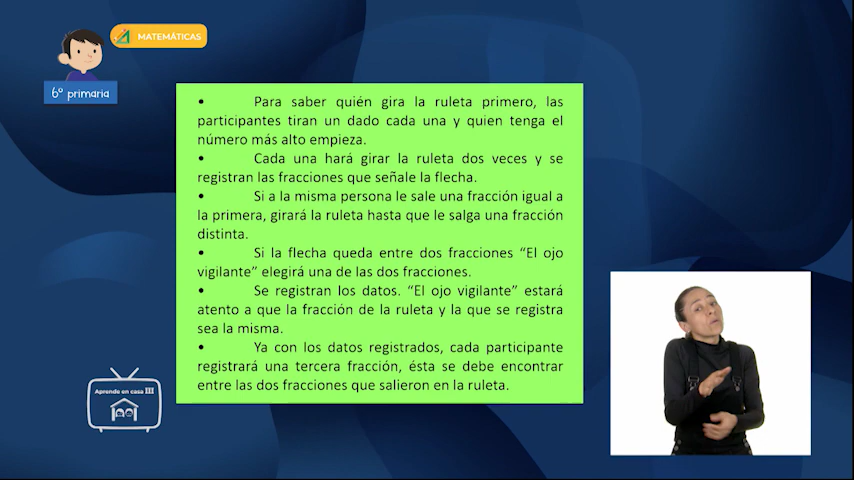 MATEMÁTICAS
6º primaria
• Para saber quién gira la ruleta primero, las
participantes tiran un dado cada una y quien tenga el
número más alto empieza.
• Cada una hará girar la ruleta dos veces y se
registran las fracciones que señale la flecha.
• Si a la misma persona le sale una fracción igual a
la primera, girará la ruleta hasta que le salga una fracción
distinta.
• Si la flecha queda entre dos fracciones “El ojo
vigilante” elegirá una de las dos fracciones.
• Se registran los datos. “El ojo vigilante” estará
atento a que la fracción de la ruleta y la que se registra
sea la misma.
• Ya con los datos registrados, cada participante
registrará una tercera fracción, ésta se debe encontrar
entre las dos fracciones que salieron en la ruleta.
Aprende en casa III